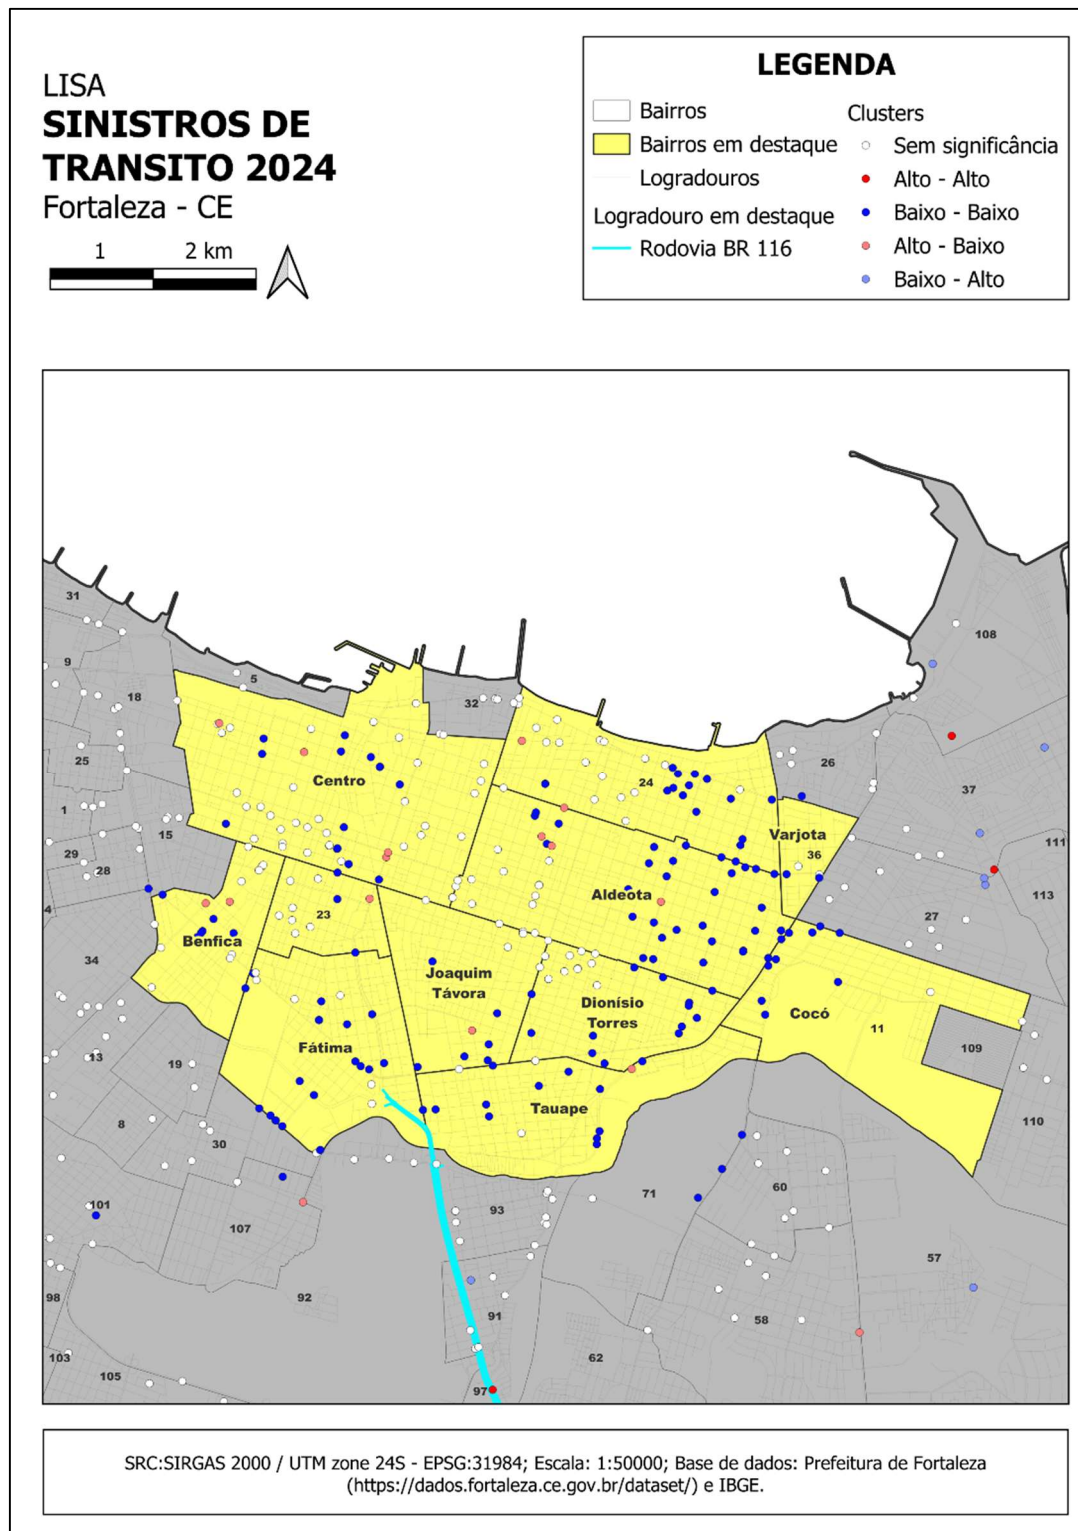 LISA
SINISTROS DE
TRANSITO 2024
Fortaleza - CE
1 2 km
LEGENDA
Bairros
Bairros em destaque
Logradouros
Logradouro em destaque
Rodovia BR 116
Clusters
Sem significância
Alto - Alto
Baixo - Baixo
Alto - Baixo
Baixo - Alto
31
108
9
5
18
32
25
Centro
24
26
37
1
15
Varjota
111
29
28
36
113
4
23
Aldeota
27
34
Benfica
Joaquim
Távora
Dionísio
Torres
Cocó
11
13
19
Fátima
109
8
30
Tauape
110
101
107
93
71
60
57
98
92
91
58
103
105
97
62
SRC:SIRGAS 2000 / UTM zone 24S - EPSG:31984; Escala: 1:50000; Base de dados: Prefeitura de Fortaleza
(https://dados.fortaleza.ce.gov.br/dataset/) e IBGE.